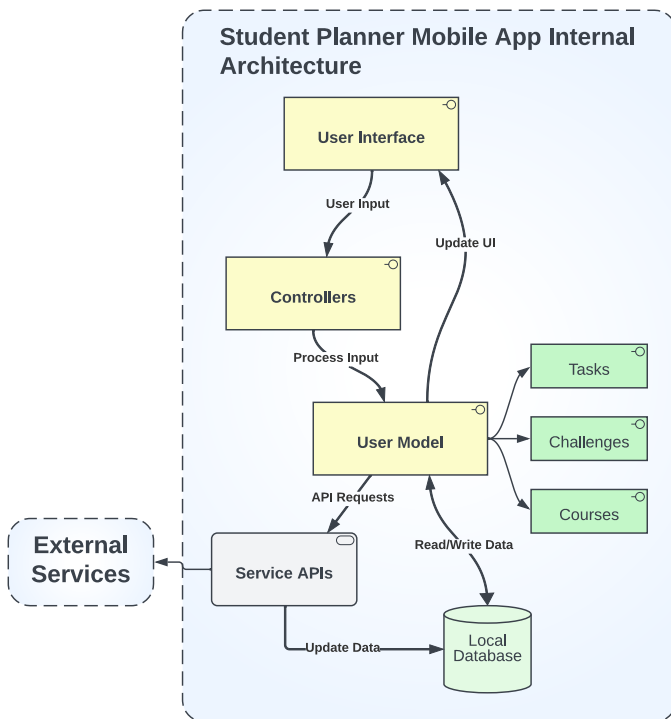 Student Planner Mobile App Internal
Architecture
User Interface
User Input
Update UI
Controllers
Process Input
Tasks
User Model
Challenges
API Requests
Courses
External
Services
Service APIs
Read/Write Data
Local
Database
Update Data